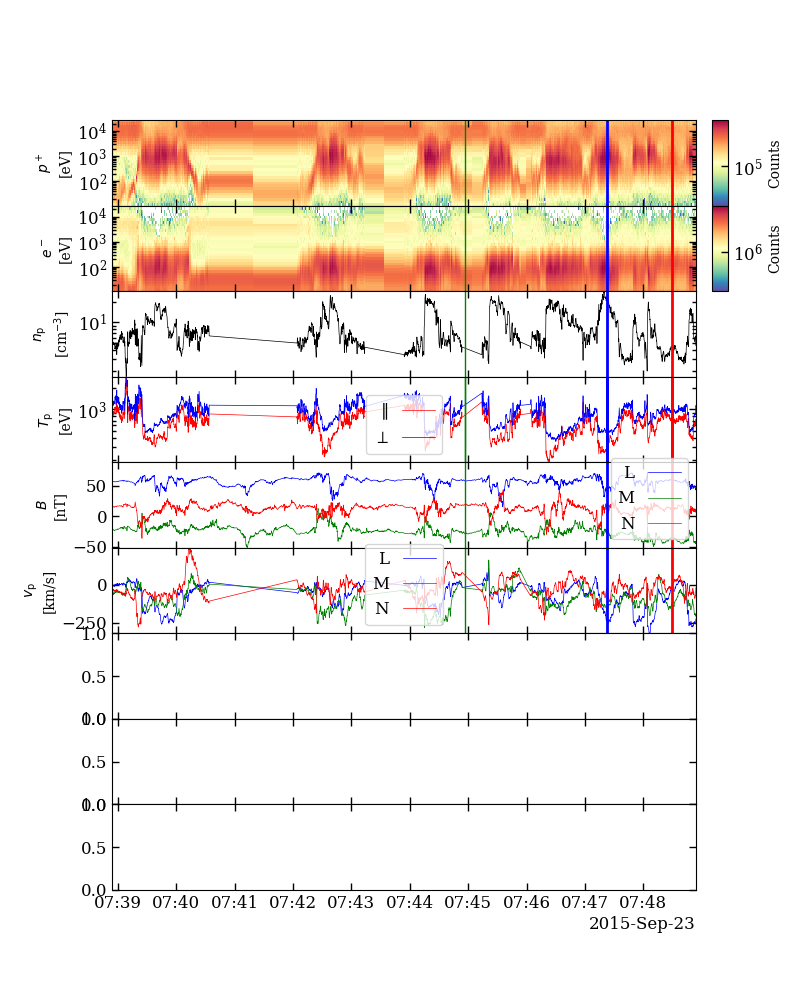 10⁴
10³
10²
p⁺
[eV]
10⁵
Counts
10⁴
10³
10²
e⁻
[eV]
10⁶
Counts
10¹
nₚ
[cm⁻³]
10³
Tₚ
[eV]
∥
⊥
50
0
−50
B
[nT]
L
M
N
0
−250
vₚ
[km/s]
L
M
N
1.0
0.5
0.0
1.0
0.5
0.0
1.0
0.5
0.0
07:39 07:40 07:41 07:42 07:43 07:44 07:45 07:46 07:47 07:48
2015-Sep-23